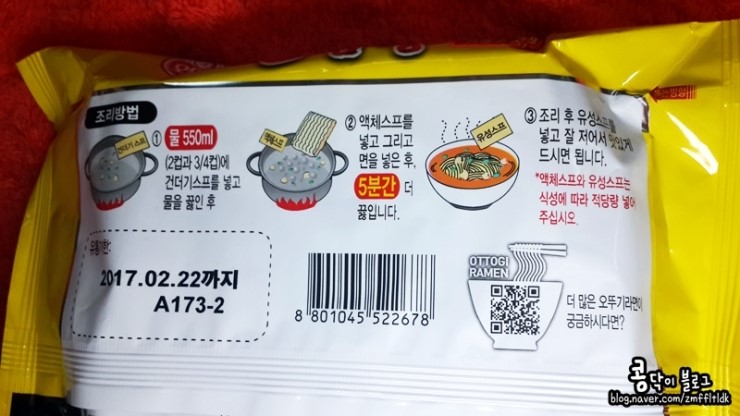 조리방법
건더기스프
① 물 550ml
(2컵과 3/4컵)에
건더기스프를 넣고
물을 끓인 후
액체스프
② 액체스프를
넣고 그리고
면을 넣은 후,
5분간 더
끓입니다.
유성스프
③ 조리 후 유성스프를
넣고 잘 저어서 맛있게
드시면 됩니다.
*액체스프와 유성스프는
식성에 따라 적당량 넣어
주십시오.
유통기한:
2017.02.22까지
A173-2
8 801045 522678
OTTOGI
RAMEN
더 많은 오뚜기라면이
궁금하시다면?
콩닥이 블로그
blog.naver.com/zmffltldk